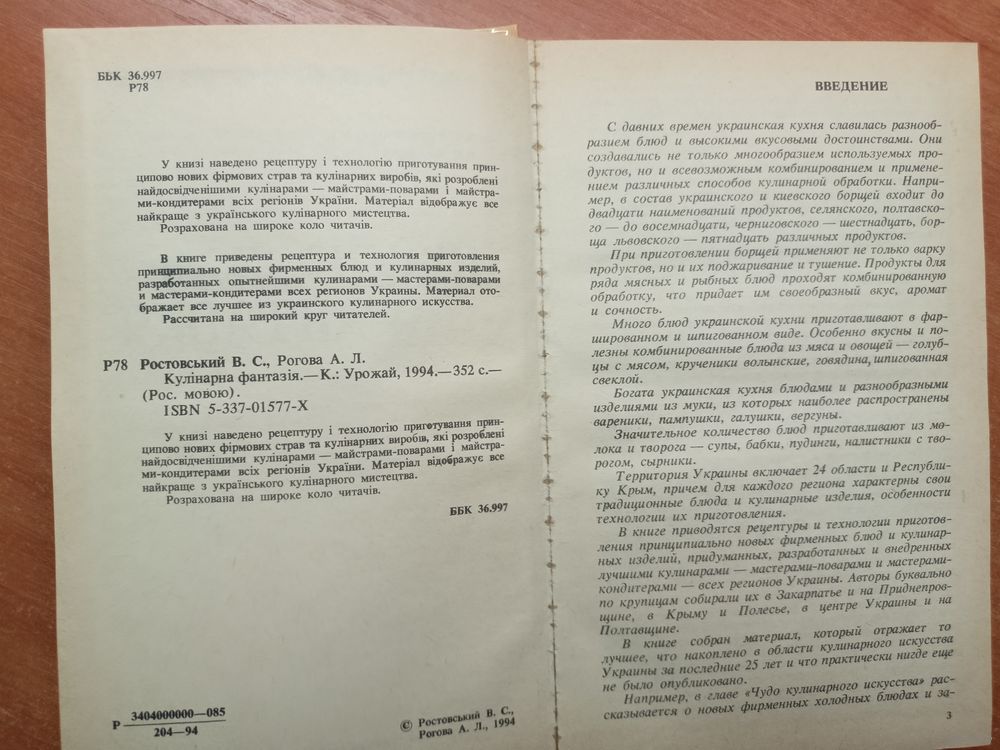 БЬК 36.997
Р78
У книзі наведено рецептуру і технологію приготування прин-
ципово нових фірмових страв та кулінарних виробів, які розроблені
найдосвідченішими кулінарами — майстрами-поварами і майстра-
ми-кондитерами всіх регіонів України. Матеріал відображує все
найкраще з українського кулінарного мистецтва.
Розрахована на широке коло читачів.
В книге приведены рецептура и технология приготовления
принципиально новых фирменных блюд и кулинарных изделий,
разработанных опытнейшими кулинарами — мастерами-поварами
и мастерами-кондитерами всех регионов Украины. Материал ото-
бражает все лучшее из украинского кулинарного искусства.
Рассчитана на широкий круг читателей.
Р78 Ростовський В. С., Рогова А. Л.
Кулінарна фантазія.— К.: Урожай, 1994.— 352 с.—
(Рос. мовою).
ISBN 5-337-01577-X
У книзі наведено рецептуру і технологію приготування прин-
ципово нових фірмових страв та кулінарних виробів, які розроблені
найдосвідченішими кулінарами — майстрами-поварами і майстра-
ми-кондитерами всіх регіонів України. Матеріал відображує все
найкраще з українського кулінарного мистецтва.
Розрахована на широке коло читачів.
ББК 36.997
Р 3404000000—085
204—94
© Ростовський В. С.,
Рогова А. Л., 1994
ВВЕДЕНИЕ
С давних времен украинская кухня славилась разнооб-
разием блюд и высокими вкусовыми достоинствами. Они
создавались не только многообразием используемых про-
дуктов, но и всевозможным комбинированием и примене-
нием различных способов кулинарной обработки. Напри-
мер, в состав украинского и киевского борщей входит до
двадцати наименований продуктов, селянского, полтавско-
го — до восемнадцати, черниговского — шестнадцать, бор-
ща львовского — пятнадцать различных продуктов.
При приготовлении борщей применяют не только варку
продуктов, но и их поджаривание и тушение. Продукты для
ряда мясных и рыбных блюд проходят комбинированную
обработку, что придает им своеобразный вкус, аромат
и сочность.
Много блюд украинской кухни приготавливают в фар-
шированном и шпигованном виде. Особенно вкусны и по-
лезны комбинированные блюда из мяса и овощей — голуб-
цы с мясом, крученики волынские, говядина, шпигованная
свеклой.
Богата украинская кухня блюдами и разнообразными
изделиями из муки, из которых наиболее распространены
вареники, пампушки, галушки, вергуны.
Значительное количество блюд приготавливают из мо-
лока и творога — супы, бабки, пудинги, налистники с тво-
рогом, сырники.
Территория Украины включает 24 области и Республи-
ку Крым, причем для каждого региона характерны свои
традиционные блюда и кулинарные изделия, особенности
технологии их приготовления.
В книге приводятся рецептуры и технологии приготов-
ления принципиально новых фирменных блюд и кулинар-
ных изделий, придуманных, разработанных и внедренных
лучшими кулинарами — мастерами-поварами и мастерами-
кондитерами — всех регионов Украины. Авторы буквально
по крупицам собирали их в Закарпатье и на Приднепров-
щине, в Крыму и Полесье, в центре Украины и на
Полтавщине.
В книге собран материал, который отражает то
лучшее, что накоплено в области кулинарного искусства
Украины за последние 25 лет и что практически нигде еще
не было опубликовано.
Например, в главе «Чудо кулинарного искусства» рас-
сказывается о новых фирменных холодных блюдах и за-
3